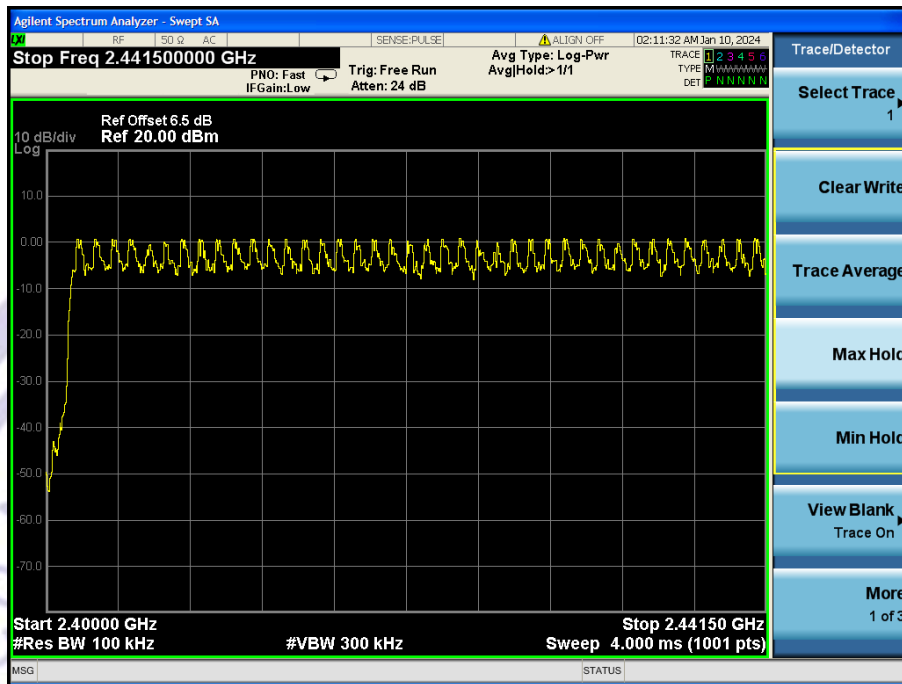 Agilent Spectrum Analyzer - Swept SA
LXI RF 50 Ω AC SENSE:PULSE ALIGN OFF 02:11:32 AM Jan 10, 2024
Stop Freq 2.441500000 GHz
PNO: Fast
IFGain:Low
Trig: Free Run
Atten: 24 dB
Avg Type: Log-Pwr
Avg|Hold:>1/1
TRACE 1 2 3 4 5 6
TYPE M WWWWW
DET P N N N N N
Trace/Detector
Select Trace
1
Clear Write
Trace Average
Max Hold
Min Hold
View Blank
Trace On
More
1 of 3
Ref Offset 6.5 dB
10 dB/div Ref 20.00 dBm
Log
10.0
0.00
-10.0
-20.0
-30.0
-40.0
-50.0
-60.0
-70.0
Start 2.40000 GHz Stop 2.44150 GHz
#Res BW 100 kHz #VBW 300 kHz Sweep 4.000 ms (1001 pts)
MSG STATUS